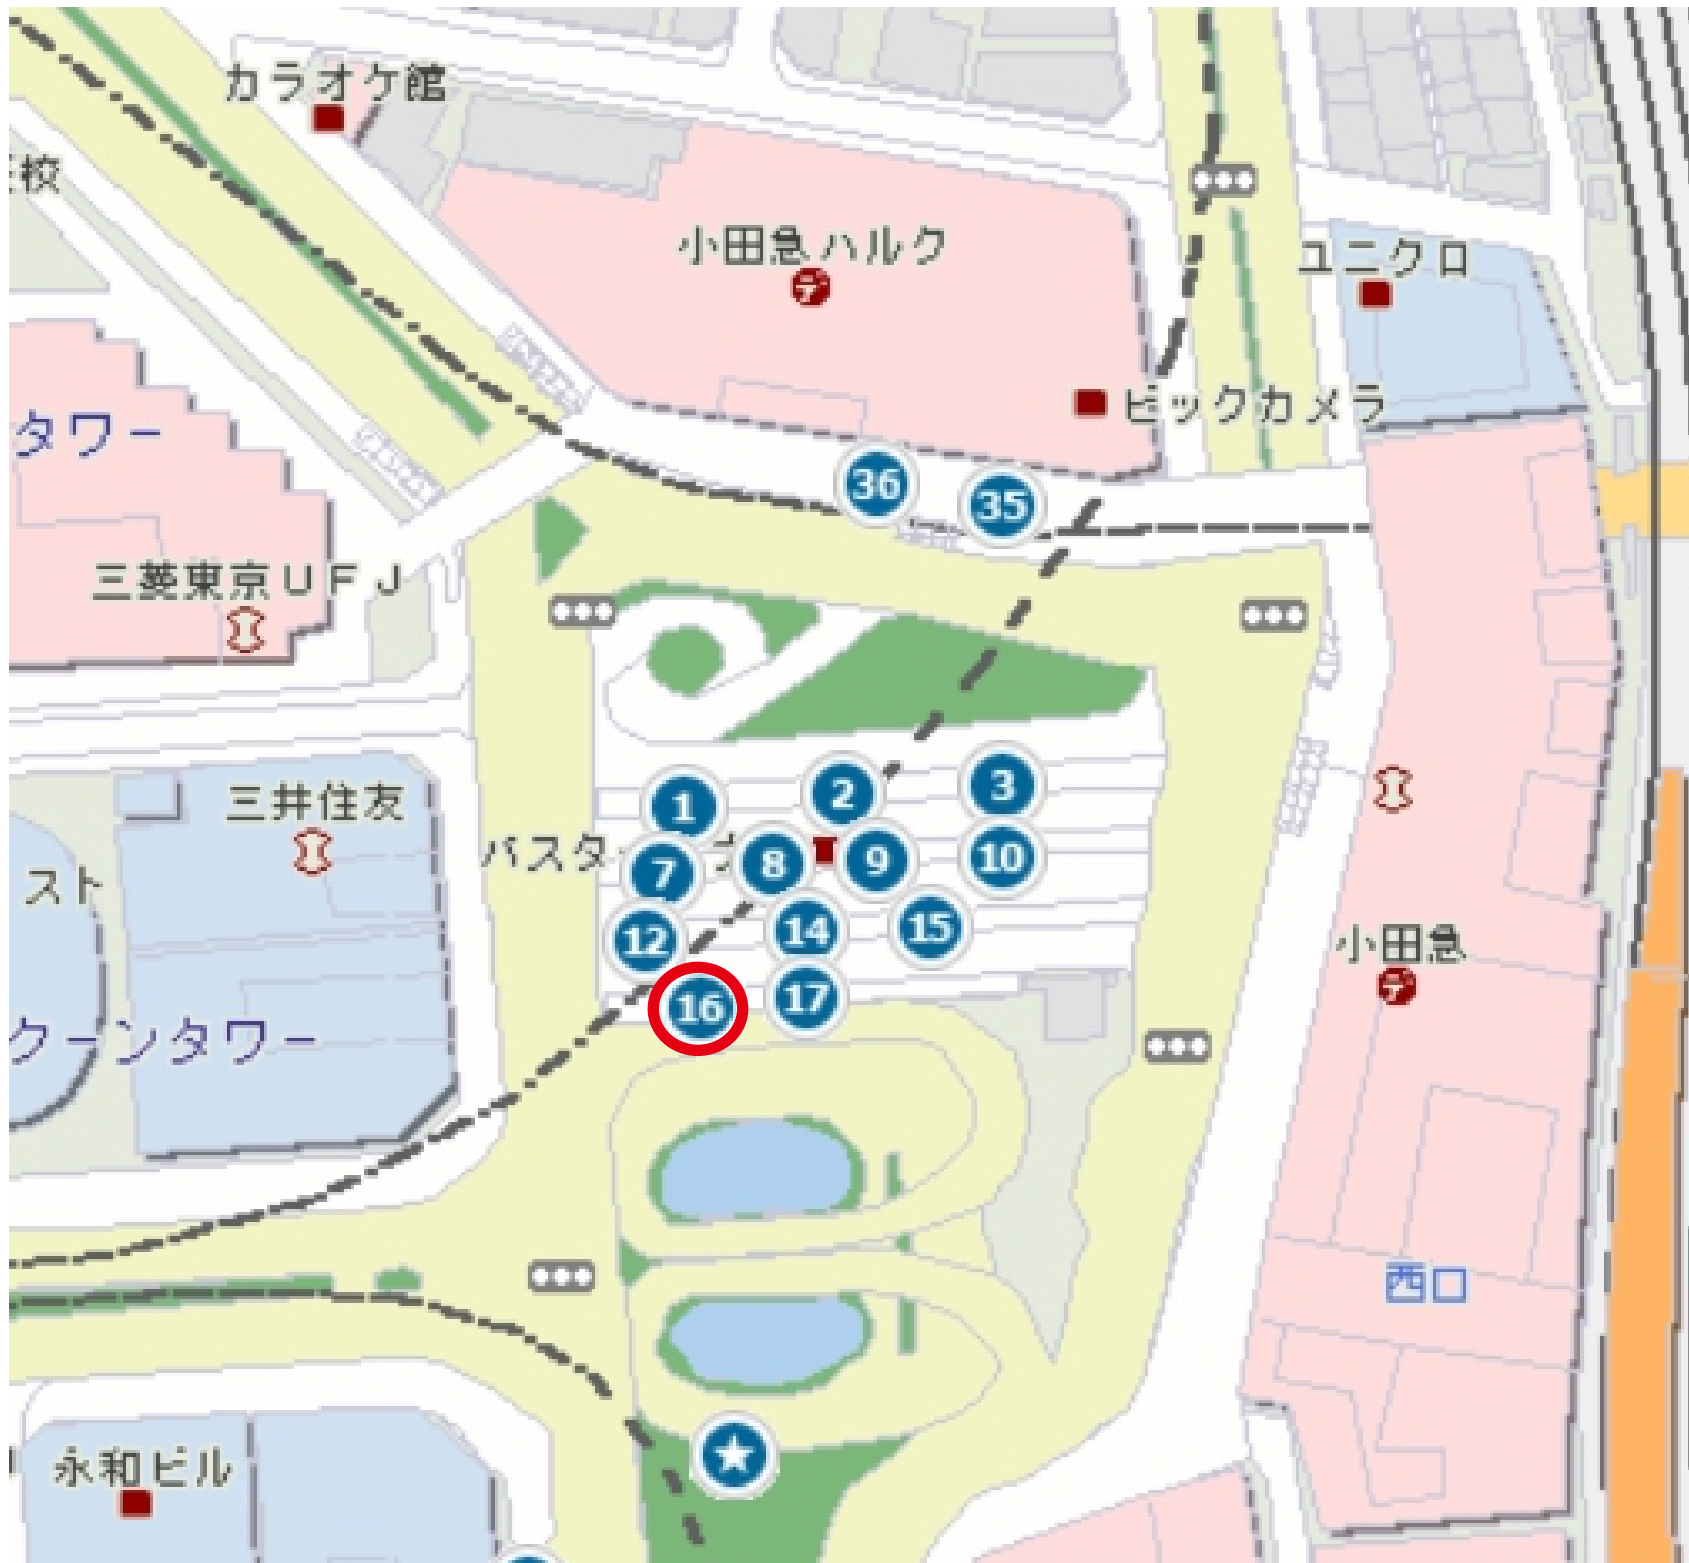 カラオケ館
校
小田急ハルク
デ
ユニクロ
タワー
ビックカメラ
36
35
三菱東京UFJ
三井住友
1
2
3
バスタ
7
8
9
10
スト
12
14
15
小田急
デ
16
17
クーンタワー
西口
永和ビル